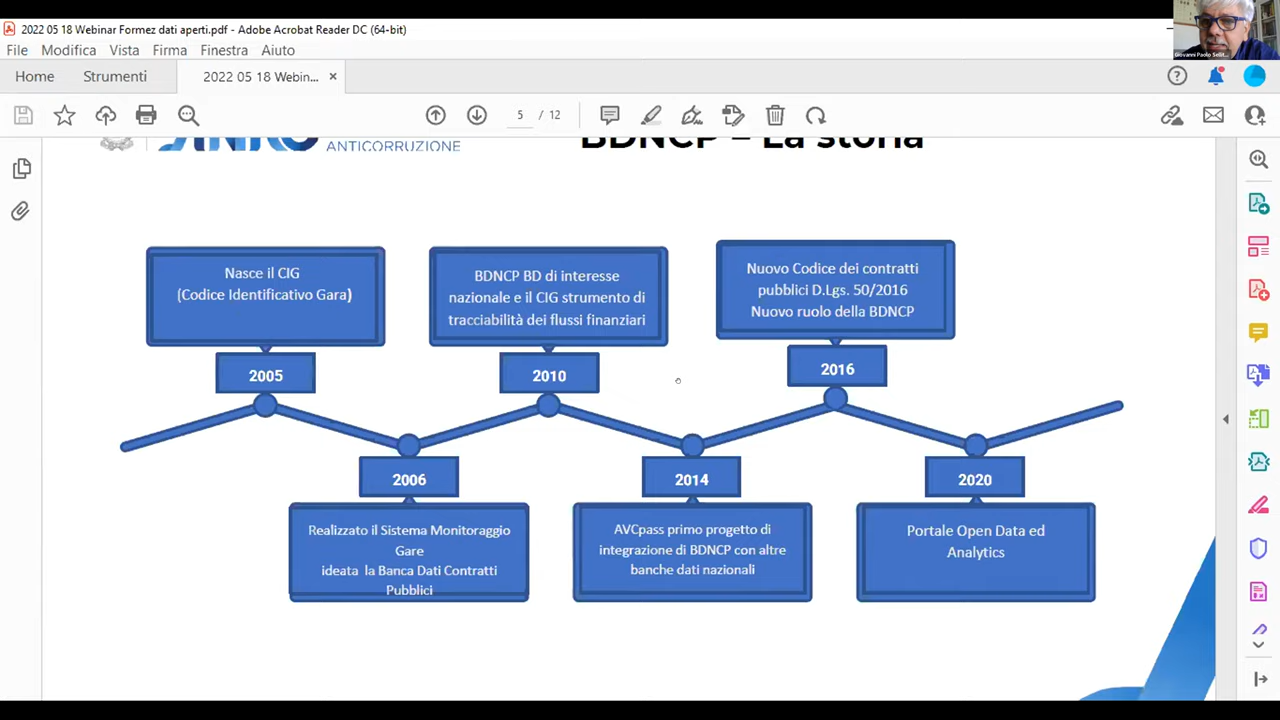 2022 05 18 Webinar Formez dati aperti.pdf - Adobe Acrobat Reader DC (64-bit)
File Modifica Vista Firma Finestra Aiuto
Home Strumenti 2022 05 18 Webin... ×
5 / 12
ANTICORRUZIONE
BDNCP – La storia
Nasce il CIG
(Codice Identificativo Gara)
2005
BDNCP BD di interesse
nazionale e il CIG strumento di
tracciabilità dei flussi finanziari
2010
Nuovo Codice dei contratti
pubblici D.Lgs. 50/2016
Nuovo ruolo della BDNCP
2016
2006
Realizzato il Sistema Monitoraggio
Gare
ideata la Banca Dati Contratti
Pubblici
2014
AVCpass primo progetto di
integrazione di BDNCP con altre
banche dati nazionali
2020
Portale Open Data ed
Analytics